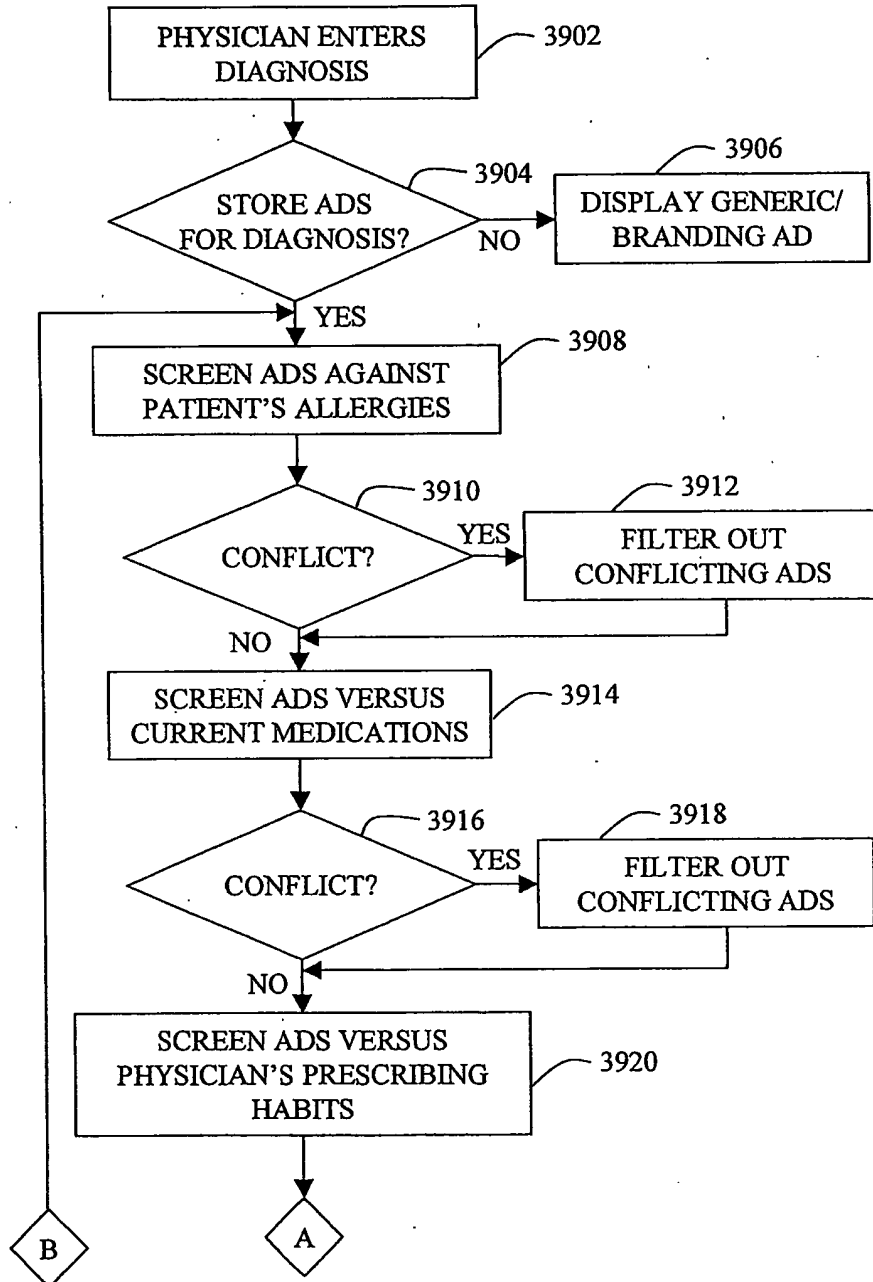 PHYSICIAN ENTERS
DIAGNOSIS
3902
STORE ADS
FOR DIAGNOSIS?
3904
NO
3906
DISPLAY GENERIC/
BRANDING AD
YES
SCREEN ADS AGAINST
PATIENT'S ALLERGIES
3908
CONFLICT?
3910
YES
3912
FILTER OUT
CONFLICTING ADS
NO
SCREEN ADS VERSUS
CURRENT MEDICATIONS
3914
CONFLICT?
3916
YES
3918
FILTER OUT
CONFLICTING ADS
NO
SCREEN ADS VERSUS
PHYSICIAN'S PRESCRIBING
HABITS
3920
B
A